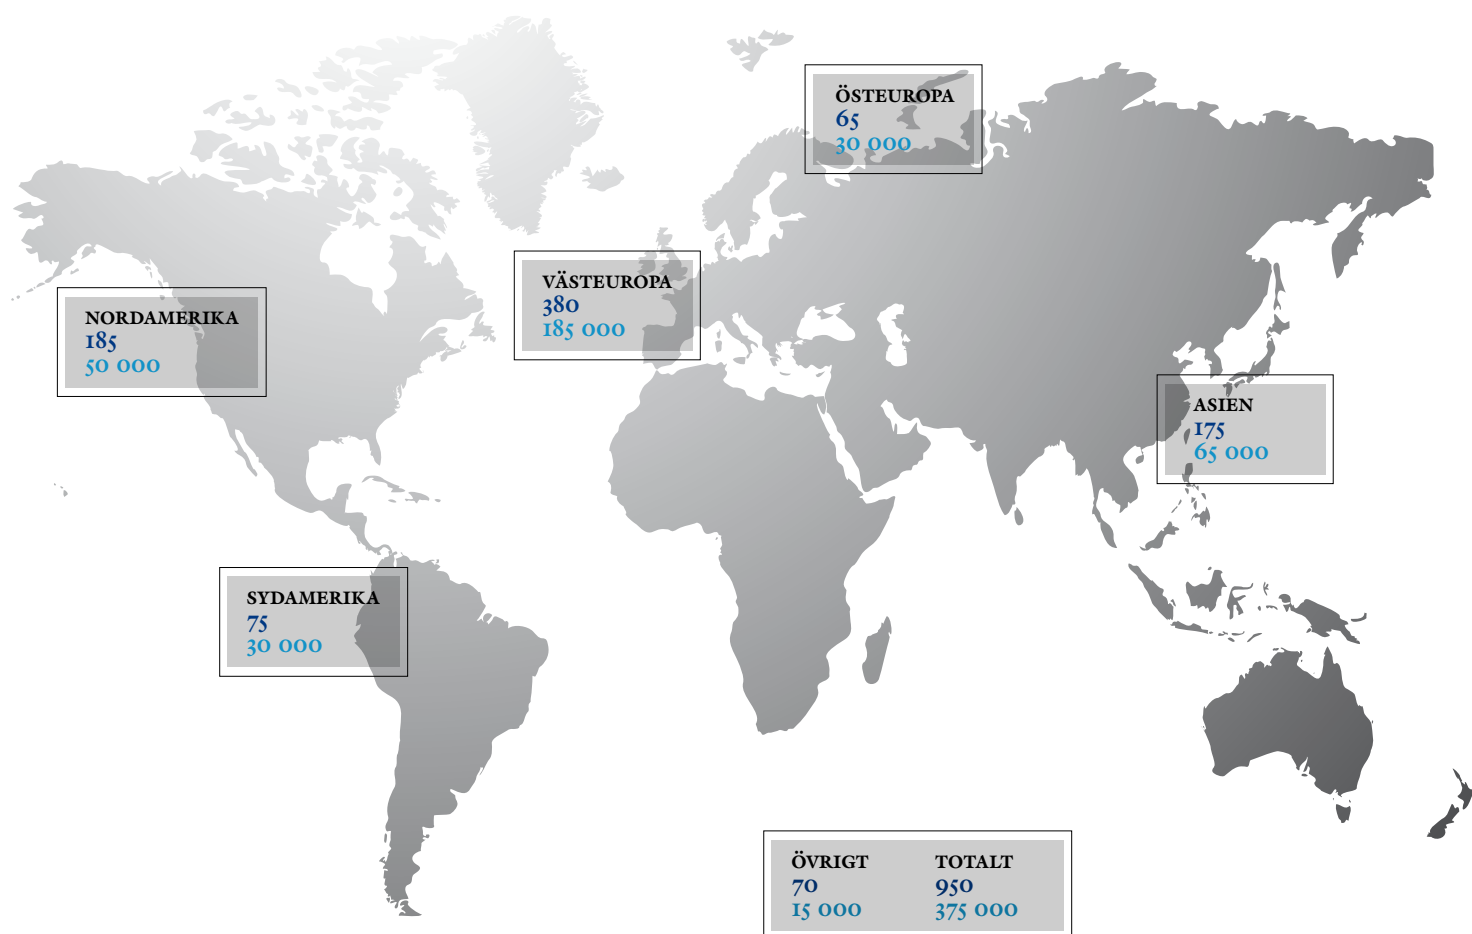 ÖSTEUROPA
65
30 000
VÄSTEUROPA
380
185 000
NORDAMERIKA
185
50 000
ASIEN
175
65 000
SYDAMERIKA
75
30 000
ÖVRIGT
70
15 000
TOTALT
950
375 000